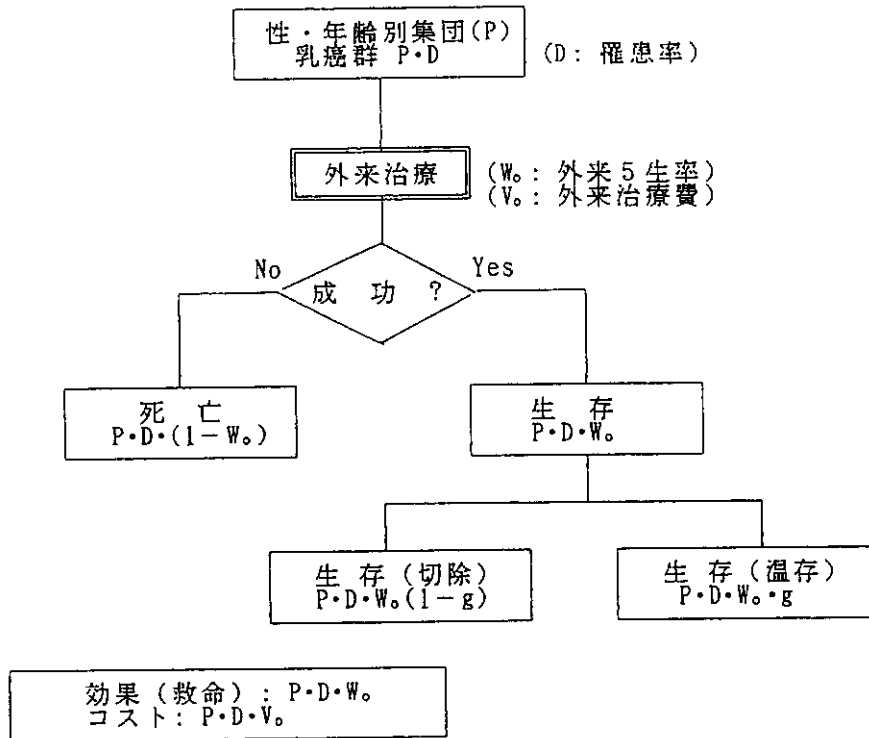 性・年齢別集団(P)
乳癌群 P・D
(D: 罹患率)
外来治療
(W₀: 外来5生率)
(V₀: 外来治療費)
No
Yes
成功?
死亡
P・D・(1-W₀)
生存
P・D・W₀
生存(切除)
P・D・W₀(1-g)
生存(温存)
P・D・W₀・g
効果(救命): P・D・W₀
コスト: P・D・V₀